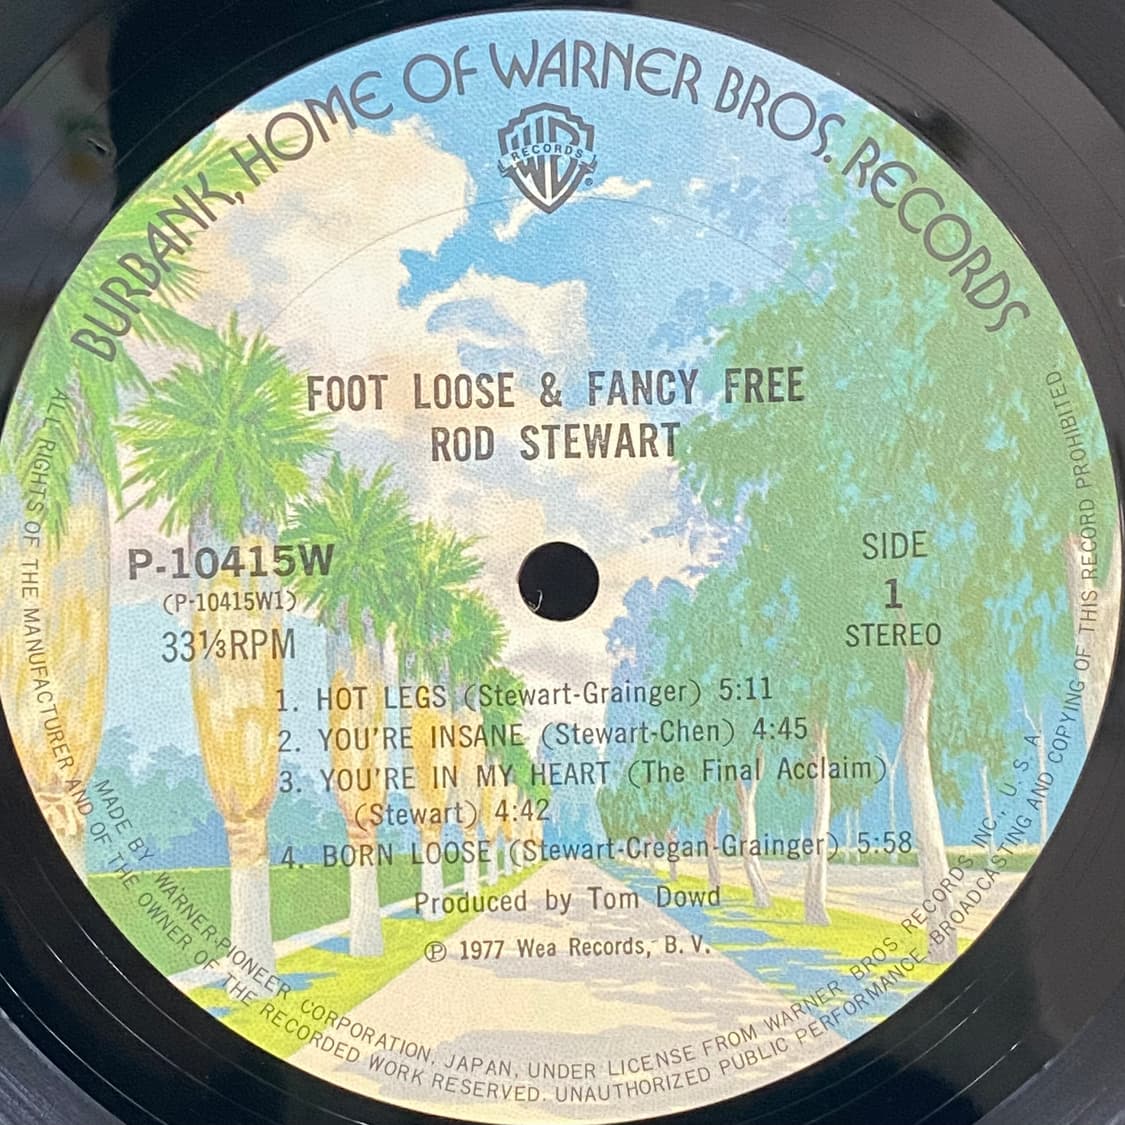 BURBANK, HOME OF WARNER BROS. RECORDS
WB
RECORDS
®
FOOT LOOSE & FANCY FREE
ROD STEWART
P-10415W
(P-10415W1)
33⅓RPM
SIDE
1
STEREO
1. HOT LEGS (Stewart-Grainger) 5:11
2. YOU'RE INSANE (Stewart-Chen) 4:45
3. YOU'RE IN MY HEART (The Final Acclaim)
(Stewart) 4:42
4. BORN LOOSE (Stewart-Cregan-Grainger) 5:58
Produced by Tom Dowd
℗ 1977 Wea Records, B. V.
MADE BY WARNER-PIONEER CORPORATION, JAPAN, UNDER LICENSE FROM WARNER BROS. RECORDS INC., U. S. A.
ALL RIGHTS OF THE MANUFACTURER AND OF THE OWNER OF THE RECORDED WORK RESERVED. UNAUTHORIZED PUBLIC PERFORMANCE, BROADCASTING AND COPYING OF THIS RECORD PROHIBITED